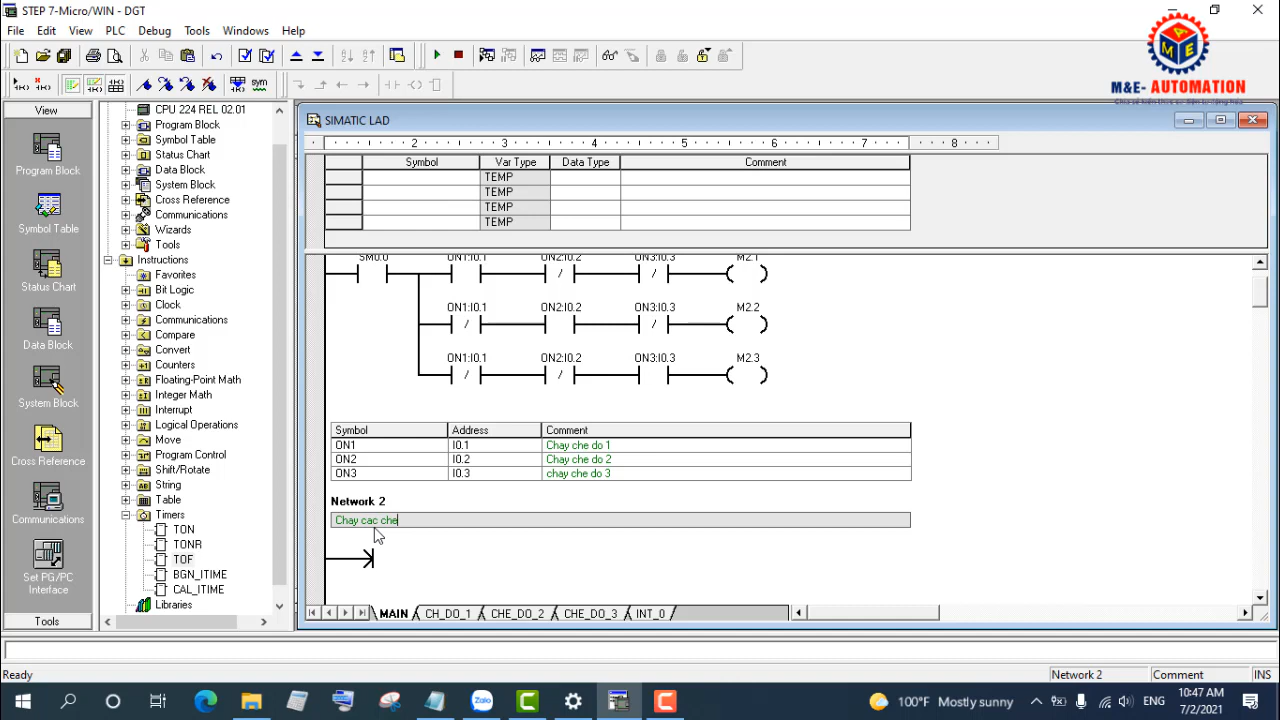 STEP 7-Micro/WIN - DGT
File Edit View PLC Debug Tools Windows Help
M&E- AUTOMATION
View
Program Block
Symbol Table
Status Chart
Data Block
System Block
Cross Reference
Communications
Set PG/PC
Interface
Tools
CPU 224 REL 02.01
Program Block
Symbol Table
Status Chart
Data Block
System Block
Cross Reference
Communications
Wizards
Tools
Instructions
Favorites
Bit Logic
Clock
Communications
Compare
Convert
Counters
Floating-Point Math
Integer Math
Interrupt
Logical Operations
Move
Program Control
Shift/Rotate
String
Table
Timers
TON
TONR
TOF
BGN_ITIME
CAL_ITIME
Libraries
SIMATIC LAD
2 3 4 5 6 7 8
Symbol Var Type Data Type Comment
TEMP
TEMP
TEMP
TEMP
SM0.0 ON1:I0.1 ON2:I0.2 ON3:I0.3 M2.1
ON1:I0.1 ON2:I0.2 ON3:I0.3 M2.2
ON1:I0.1 ON2:I0.2 ON3:I0.3 M2.3
Symbol Address Comment
ON1 I0.1 Chay che do 1
ON2 I0.2 Chay che do 2
ON3 I0.3 chay che do 3
Network 2
Chay cac che
MAIN CH_DO_1 CHE_DO_2 CHE_DO_3 INT_0
Ready Network 2 Comment INS
100°F Mostly sunny ENG 10:47 AM
7/2/2021